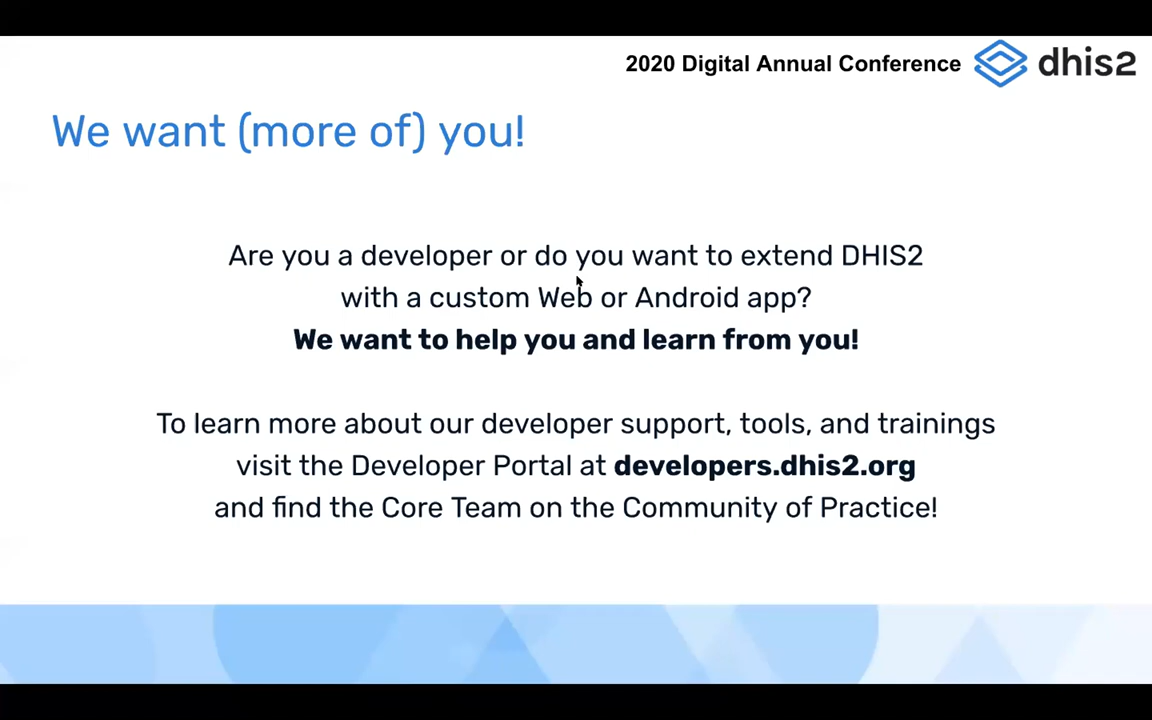 2020 Digital Annual Conference
dhis2
We want (more of) you!
Are you a developer or do you want to extend DHIS2
with a custom Web or Android app?
We want to help you and learn from you!
To learn more about our developer support, tools, and trainings
visit the Developer Portal at developers.dhis2.org
and find the Core Team on the Community of Practice!